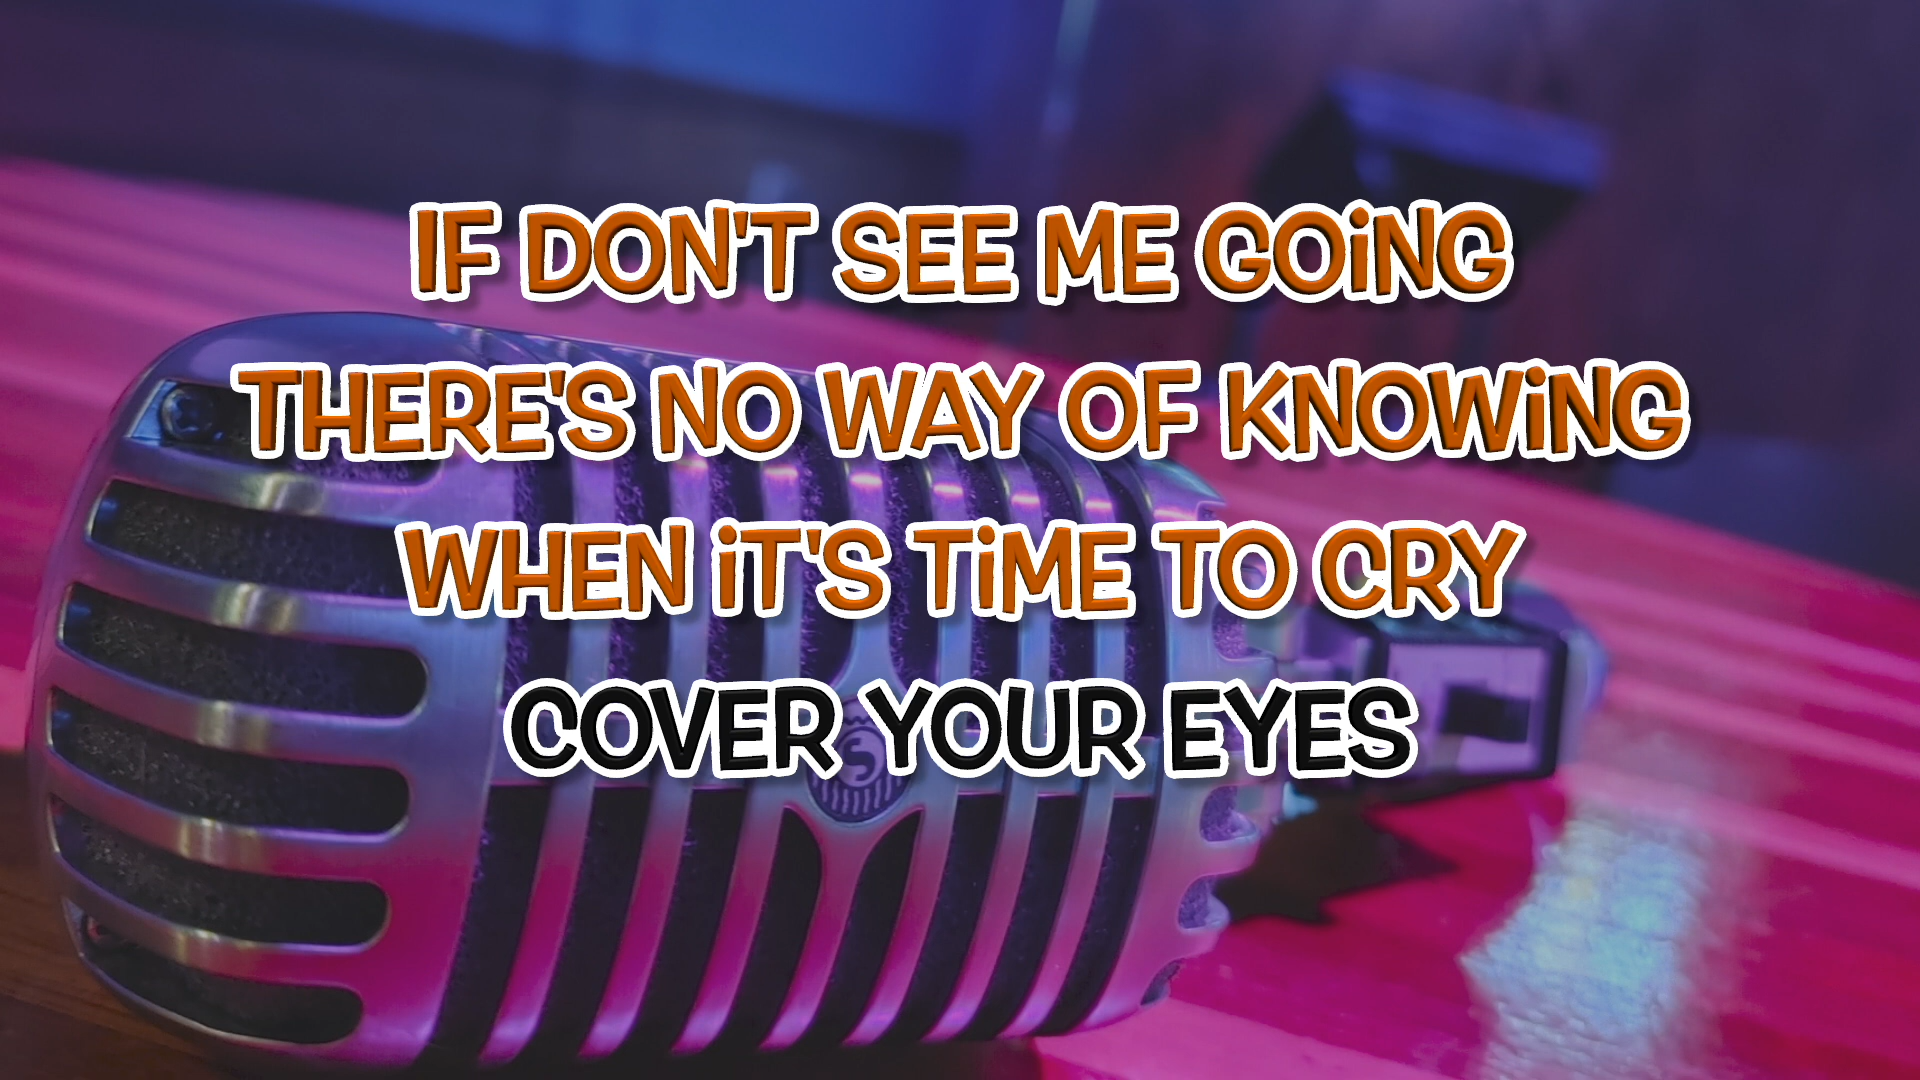 IF DON'T SEE ME GOING
THERE'S NO WAY OF KNOWING
WHEN IT'S TIME TO CRY
COVER YOUR EYES